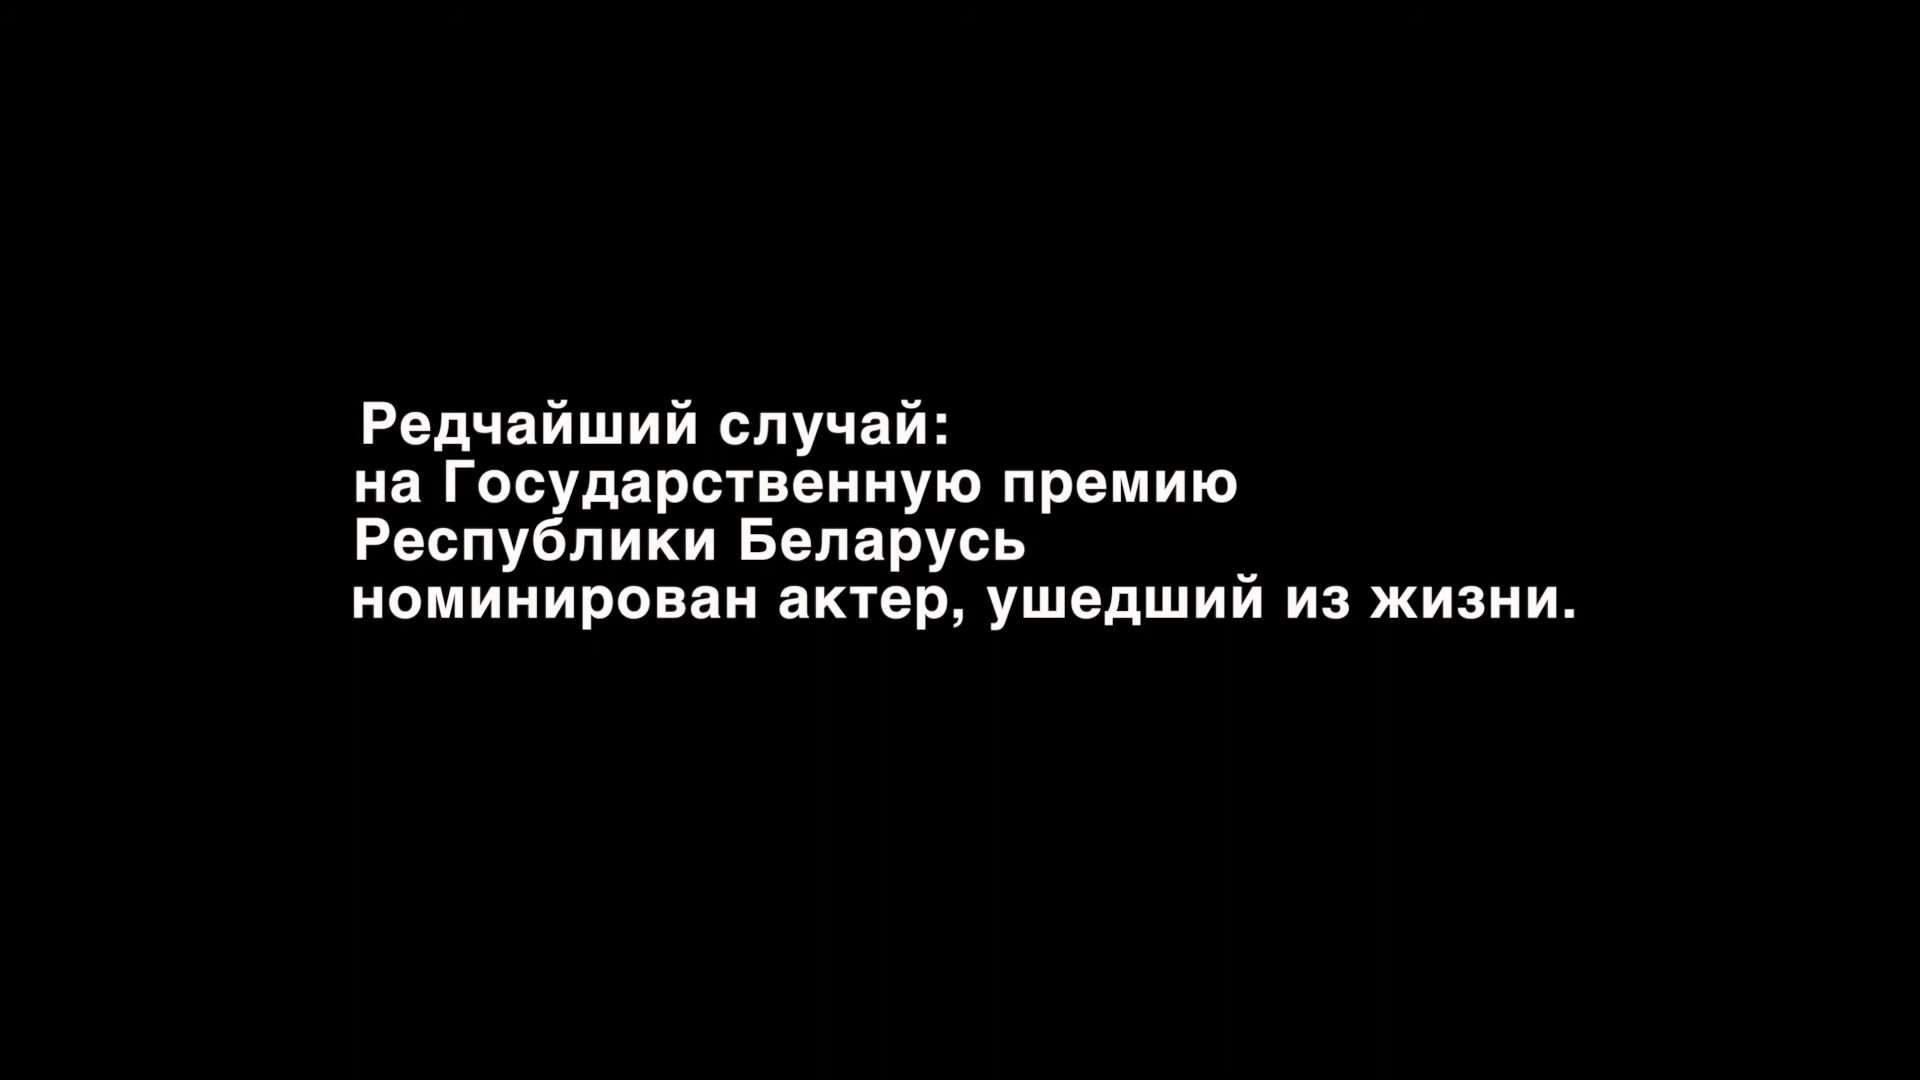 Редчайший случай:
на Государственную премию
Республики Беларусь
номинирован актер, ушедший из жизни.